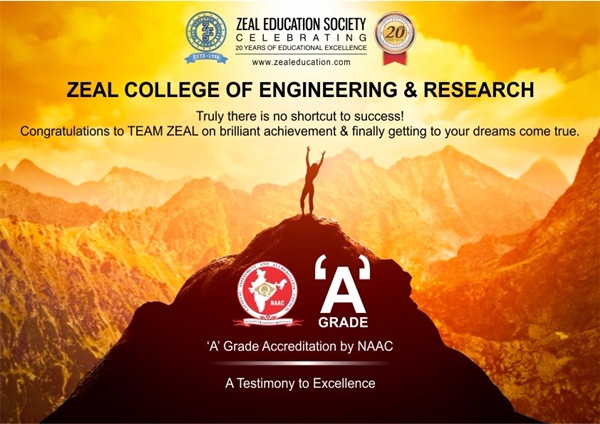 ZEAL EDUCATION SOCIETY
CELEBRATING
20 YEARS OF EDUCATIONAL EXCELLENCE
www.zealeducation.com
ESTD-1996
20
ZEAL COLLEGE OF ENGINEERING & RESEARCH
Truly there is no shortcut to success!
Congratulations to TEAM ZEAL on brilliant achievement & finally getting to your dreams come true.
NAAC
‘A’
GRADE
‘A’ Grade Accreditation by NAAC
A Testimony to Excellence